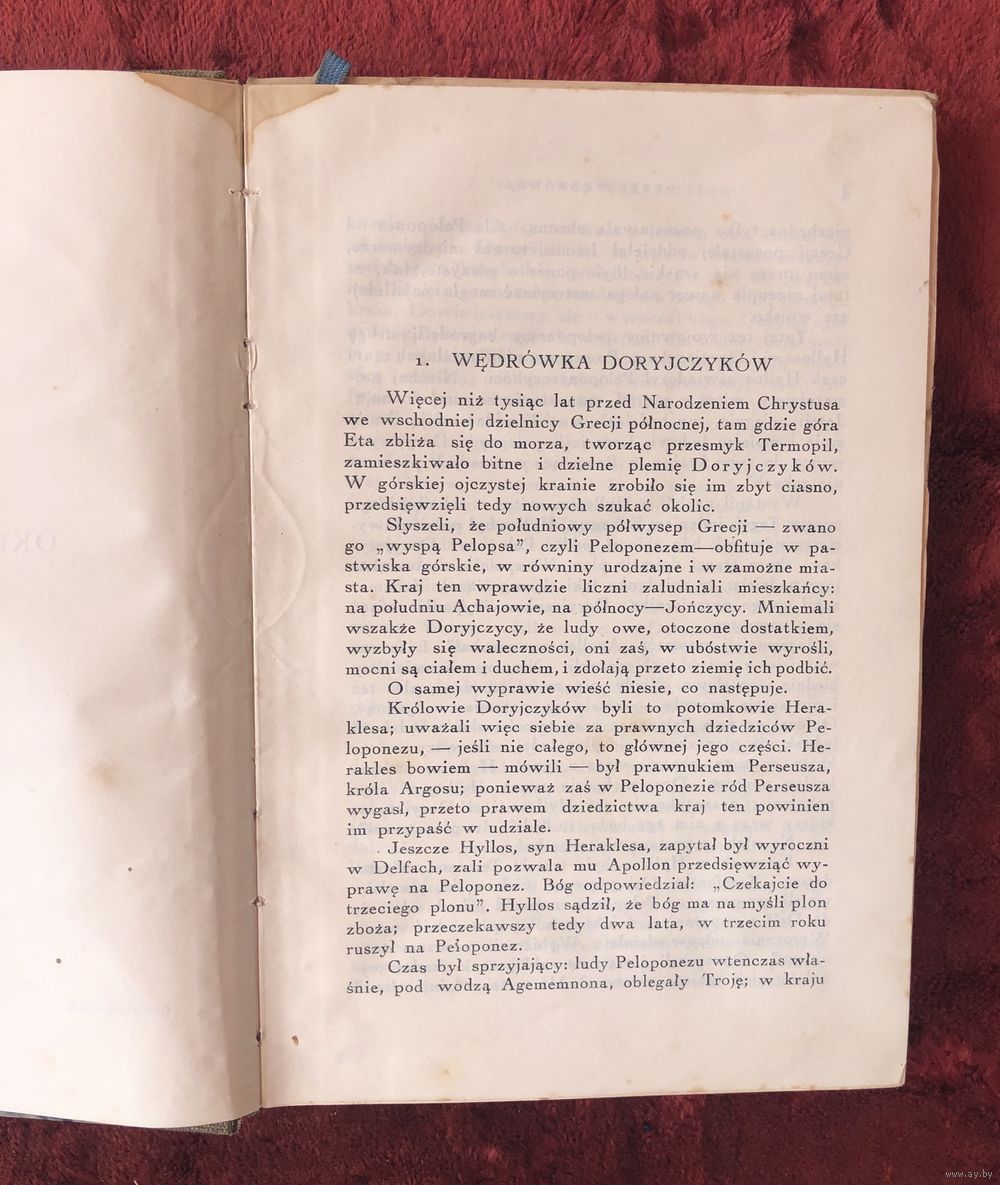 1. WĘDRÓWKA DORYJCZYKÓW
Więcej niż tysiąc lat przed Narodzeniem Chrystusa
we wschodniej dzielnicy Grecji północnej, tam gdzie góra
Eta zbliża się do morza, tworząc przesmyk Termopil,
zamieszkiwało bitne i dzielne plemię Doryjczyków.
W górskiej ojczystej krainie zrobiło się im zbyt ciasno,
przedsięwzięli tedy nowych szukać okolic.
Słyszeli, że południowy półwysep Grecji — zwano
go „wyspą Pelopsa”, czyli Peloponezem—obfituje w pa-
stwiska górskie, w równiny urodzajne i w zamożne mia-
sta. Kraj ten wprawdzie liczni zaludniali mieszkańcy:
na południu Achajowie, na północy—Jończycy. Mniemali
wszakże Doryjczycy, że ludy owe, otoczone dostatkiem,
wyzbyły się waleczności, oni zaś, w ubóstwie wyrośli,
mocni są ciałem i duchem, i zdołają przeto ziemię ich podbić.
O samej wyprawie wieść niesie, co następuje.
Królowie Doryjczyków byli to potomkowie Hera-
klesa; uważali więc siebie za prawnych dziedziców Pe-
loponezu, — jeśli nie całego, to głównej jego części. He-
rakles bowiem — mówili — był prawnukiem Perseusza,
króla Argosu; ponieważ zaś w Peloponezie ród Perseusza
wygasł, przeto prawem dziedzictwa kraj ten powinien
im przypaść w udziale.
Jeszcze Hyllos, syn Heraklesa, zapytał był wyroczni
w Delfach, zali pozwala mu Apollon przedsięwziąć wy-
prawę na Peloponez. Bóg odpowiedział: „Czekajcie do
trzeciego plonu”. Hyllos sądził, że bóg ma na myśli plon
zboża; przeczekawszy tedy dwa lata, w trzecim roku
ruszył na Peloponez.
Czas był sprzyjający: ludy Peloponezu wtenczas wła-
śnie, pod wodzą Agememnona, oblegały Troję; w kraju
www.ay.by